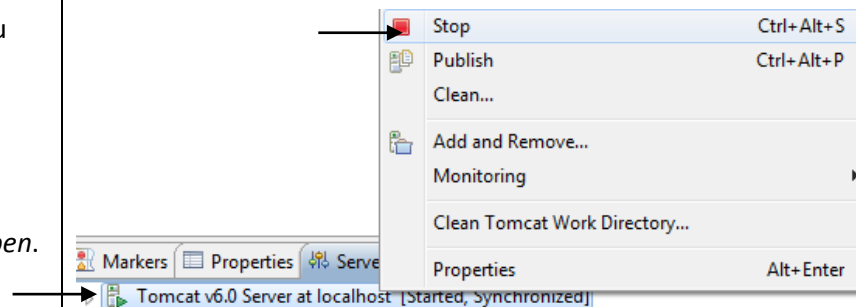 Stop Ctrl+Alt+S
Publish Ctrl+Alt+P
Clean...
Add and Remove...
Monitoring
Clean Tomcat Work Directory...
Properties Alt+Enter
Markers Properties
Tomcat v6.0 Server at localhost [Started, Synchronized]